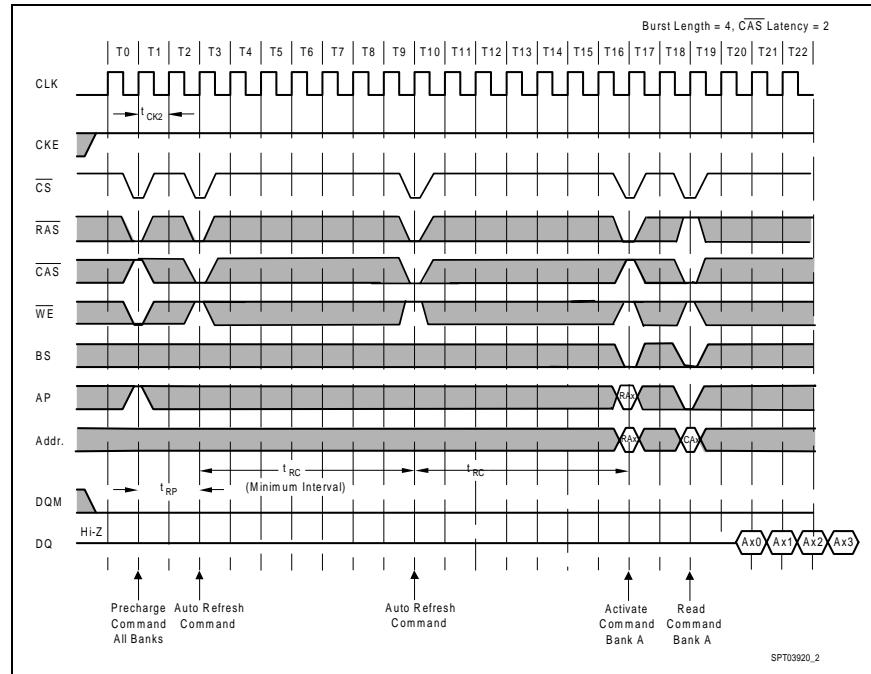 Burst Length = 4, CAS Latency = 2
T0 T1 T2 T3 T4 T5 T6 T7 T8 T9 T10 T11 T12 T13 T14 T15 T16 T17 T18 T19 T20 T21 T22
CLK
tCK2
CKE
CS
RAS
CAS
WE
BS
AP RAx
Addr. RAx CAx
tRC tRC
tRP (Minimum Interval)
DQM
Hi-Z
DQ Ax0 Ax1 Ax2 Ax3
Precharge
Command
All Banks
Auto Refresh
Command
Auto Refresh
Command
Activate
Command
Bank A
Read
Command
Bank A
SPT03920_2